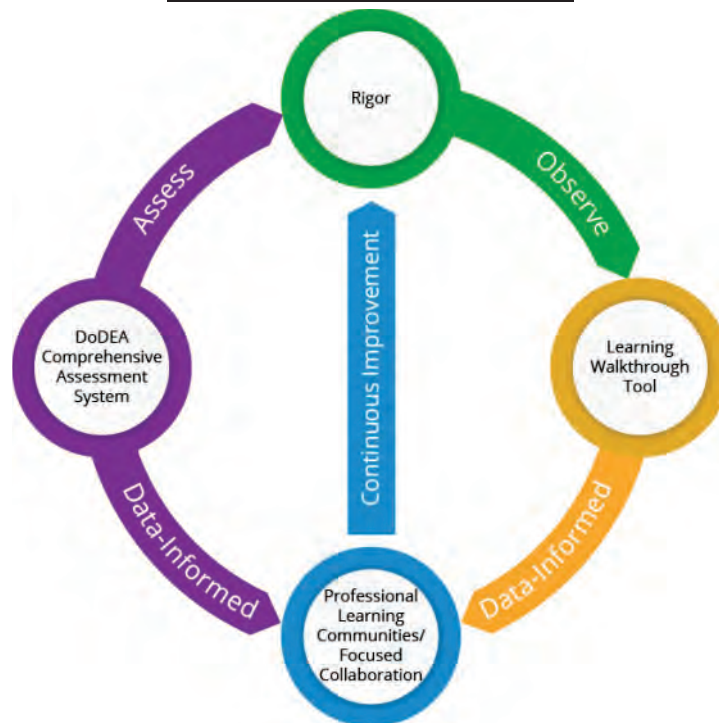 Rigor
Assess
Observe
Continuous Improvement
DoDEA
Comprehensive
Assessment
System
Learning
Walkthrough
Tool
Data-Informed
Data-Informed
Professional
Learning
Communities/
Focused
Collaboration